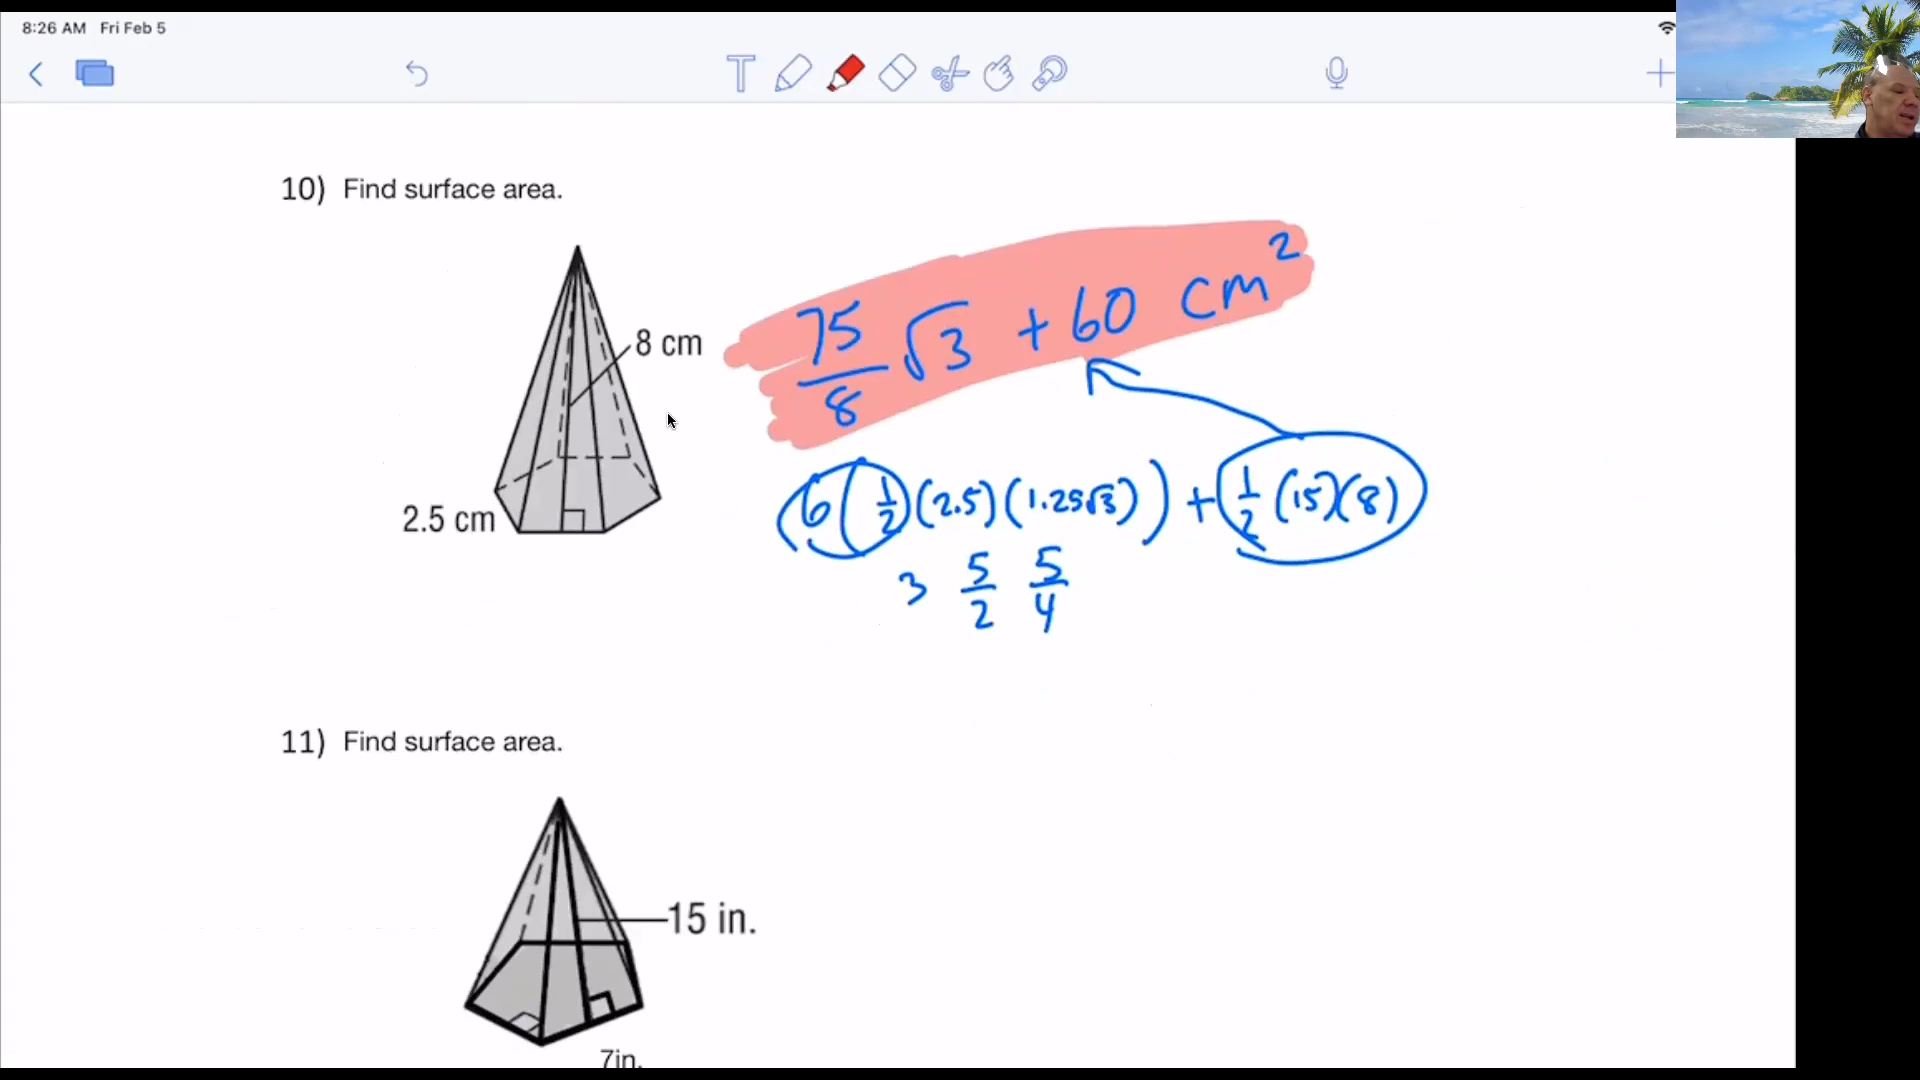 8:26 AM Fri Feb 5
T
10) Find surface area.
8 cm
2.5 cm
75/8 √3 + 60 cm²
6(1/2(2.5)(1.25√3)) + 1/2(15)(8)
3 5/2 5/4
11) Find surface area.
15 in.
7in.